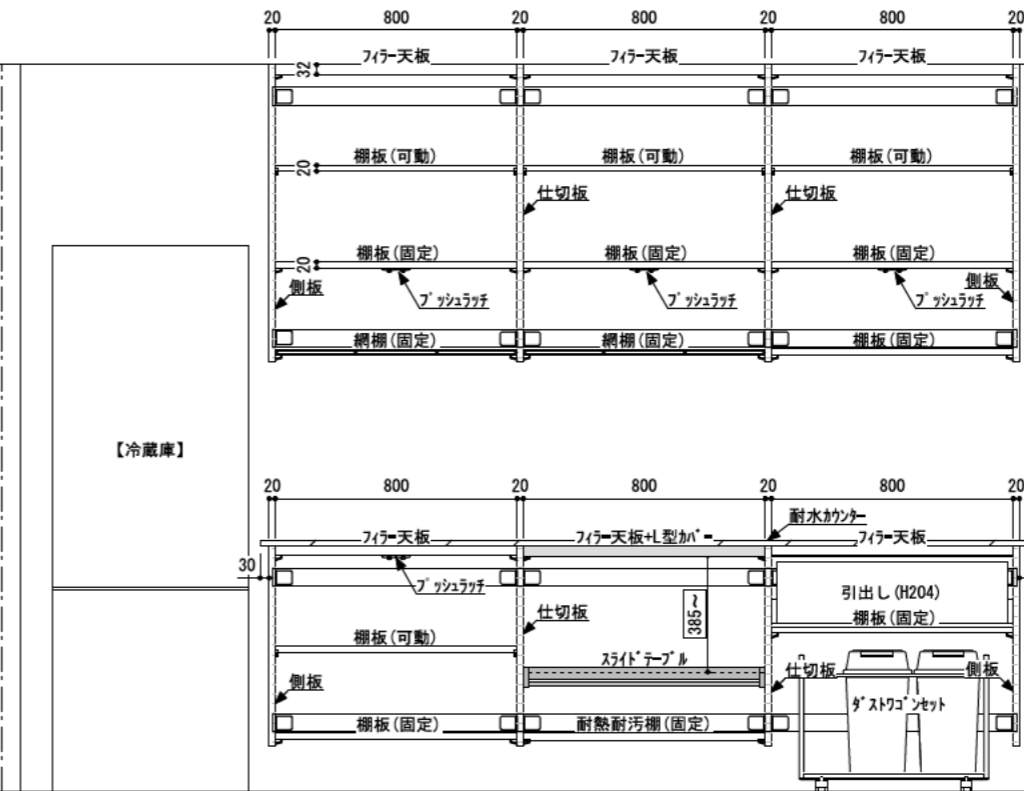 20 800 20 800 20 800 20
フィラー天板 フィラー天板 フィラー天板
32
棚板(可動) 棚板(可動) 棚板(可動)
20
仕切板 仕切板
棚板(固定) 棚板(固定) 棚板(固定)
20
側板 プッシュラッチ プッシュラッチ プッシュラッチ 側板
網棚(固定) 網棚(固定) 棚板(固定)
【冷蔵庫】
20 800 20 800 20 800 20
耐水カウンター
フィラー天板 フィラー天板+L型カバー フィラー天板
30
プッシュラッチ
引出し(H204)
385~
仕切板
棚板(固定)
棚板(可動)
スライドテーブル
側板 仕切板 側板
ダストワゴンセット
棚板(固定) 耐熱耐汚棚(固定)